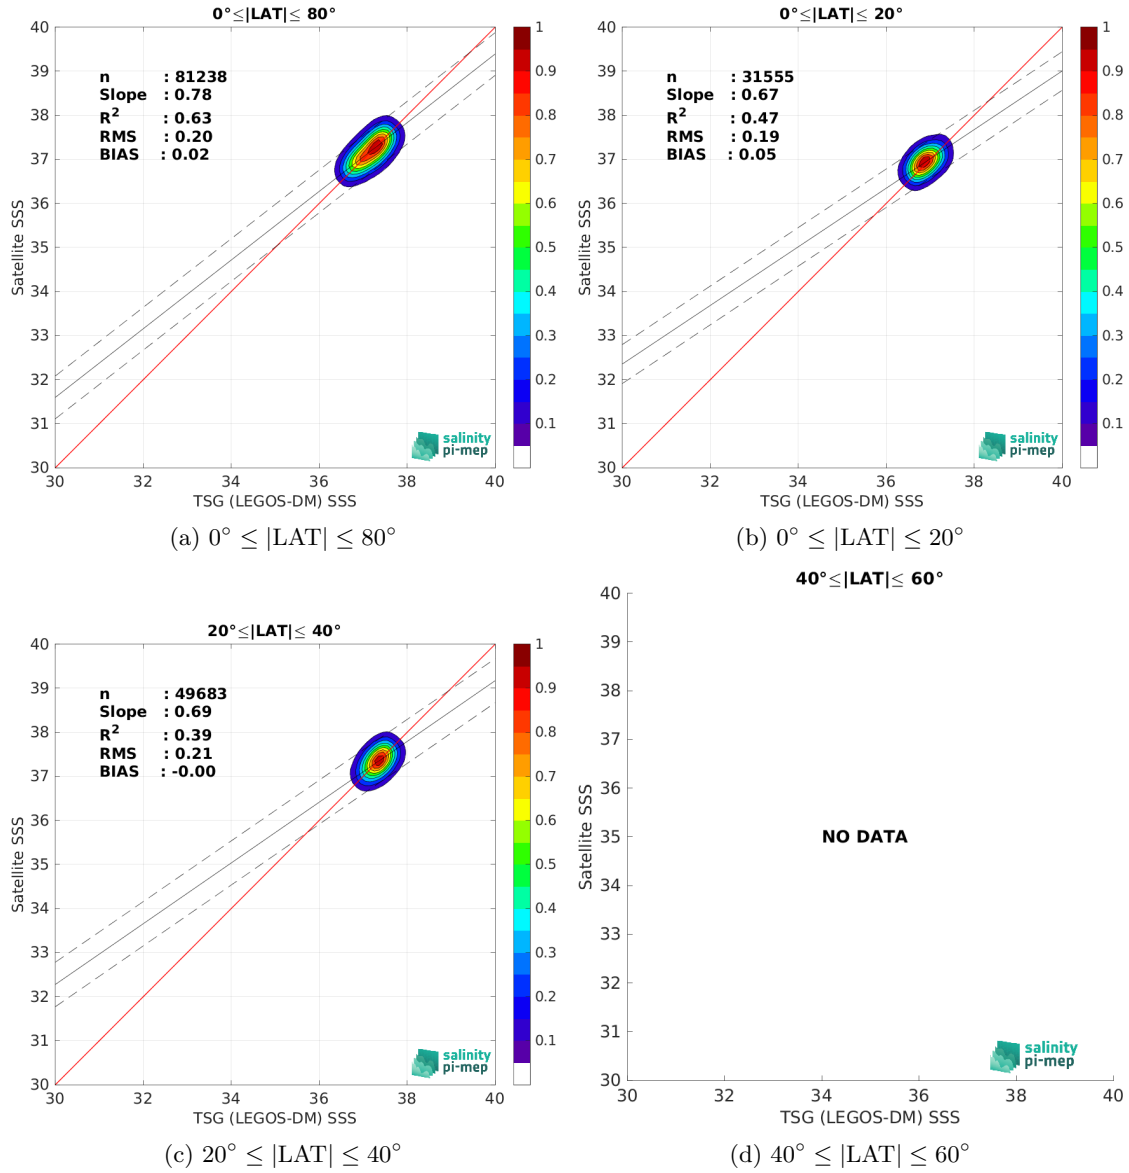 0°≤|LAT|≤ 80°
40
39
38
37
36
35
34
33
32
31
30
Satellite SSS
n : 81238
Slope : 0.78
R² : 0.63
RMS : 0.20
BIAS : 0.02
salinity
pi-mep
30 32 34 36 38 40
TSG (LEGOS-DM) SSS
1
0.9
0.8
0.7
0.6
0.5
0.4
0.3
0.2
0.1
(a) 0° ≤ |LAT| ≤ 80°
0°≤|LAT|≤ 20°
40
39
38
37
36
35
34
33
32
31
30
Satellite SSS
n : 31555
Slope : 0.67
R² : 0.47
RMS : 0.19
BIAS : 0.05
salinity
pi-mep
30 32 34 36 38 40
TSG (LEGOS-DM) SSS
1
0.9
0.8
0.7
0.6
0.5
0.4
0.3
0.2
0.1
(b) 0° ≤ |LAT| ≤ 20°
20°≤|LAT|≤ 40°
40
39
38
37
36
35
34
33
32
31
30
Satellite SSS
n : 49683
Slope : 0.69
R² : 0.39
RMS : 0.21
BIAS : -0.00
salinity
pi-mep
30 32 34 36 38 40
TSG (LEGOS-DM) SSS
1
0.9
0.8
0.7
0.6
0.5
0.4
0.3
0.2
0.1
(c) 20° ≤ |LAT| ≤ 40°
40°≤|LAT|≤ 60°
40
39
38
37
36
35
34
33
32
31
30
Satellite SSS
NO DATA
salinity
pi-mep
30 32 34 36 38 40
TSG (LEGOS-DM) SSS
(d) 40° ≤ |LAT| ≤ 60°